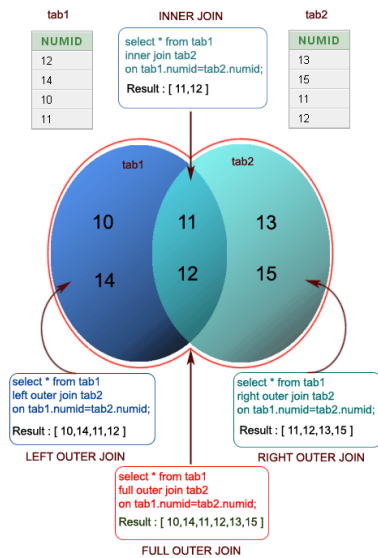 tab1
INNER JOIN
tab2
NUMID
12
14
10
11
select * from tab1
inner join tab2
on tab1.numid=tab2.numid;
Result : [ 11,12 ]
NUMID
13
15
11
12
tab1
tab2
10
11
13
14
12
15
select * from tab1
left outer join tab2
on tab1.numid=tab2.numid;
Result : [ 10,14,11,12 ]
LEFT OUTER JOIN
select * from tab1
right outer join tab2
on tab1.numid=tab2.numid;
Result : [ 11,12,13,15 ]
RIGHT OUTER JOIN
select * from tab1
full outer join tab2
on tab1.numid=tab2.numid;
Result : [ 10,14,11,12,13,15 ]
FULL OUTER JOIN